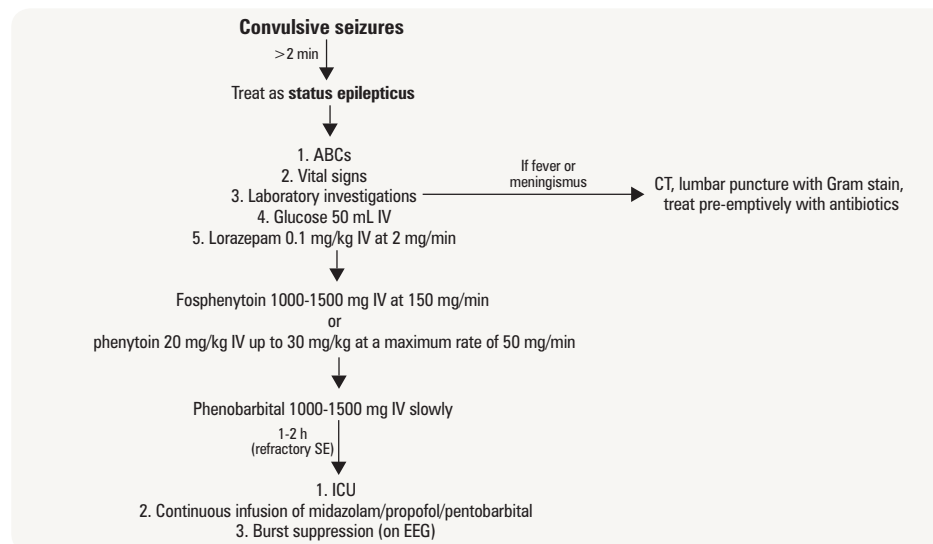 Convulsive seizures
>2 min
Treat as status epilepticus
1. ABCs
2. Vital signs
3. Laboratory investigations
4. Glucose 50 mL IV
5. Lorazepam 0.1 mg/kg IV at 2 mg/min
If fever or
meningismus
CT, lumbar puncture with Gram stain,
treat pre-emptively with antibiotics
Fosphenytoin 1000-1500 mg IV at 150 mg/min
or
phenytoin 20 mg/kg IV up to 30 mg/kg at a maximum rate of 50 mg/min
Phenobarbital 1000-1500 mg IV slowly
1-2 h
(refractory SE)
1. ICU
2. Continuous infusion of midazolam/propofol/pentobarbital
3. Burst suppression (on EEG)